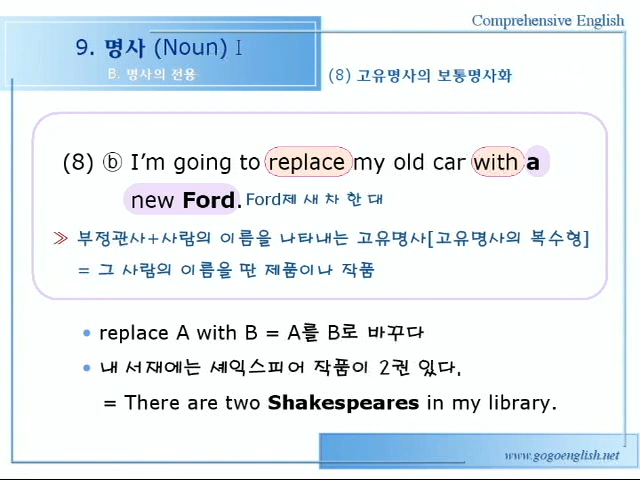 Comprehensive English
9. 명사 (Noun) I
B. 명사의 전용
(8) 고유명사의 보통명사화
(8) ⓑ I’m going to replace my old car with a
new Ford. Ford제 새 차 한 대
≫ 부정관사+사람의 이름을 나타내는 고유명사[고유명사의 복수형]
= 그 사람의 이름을 딴 제품이나 작품
• replace A with B = A를 B로 바꾸다
• 내 서재에는 셰익스피어 작품이 2권 있다.
= There are two Shakespeares in my library.
www.gogoenglish.net